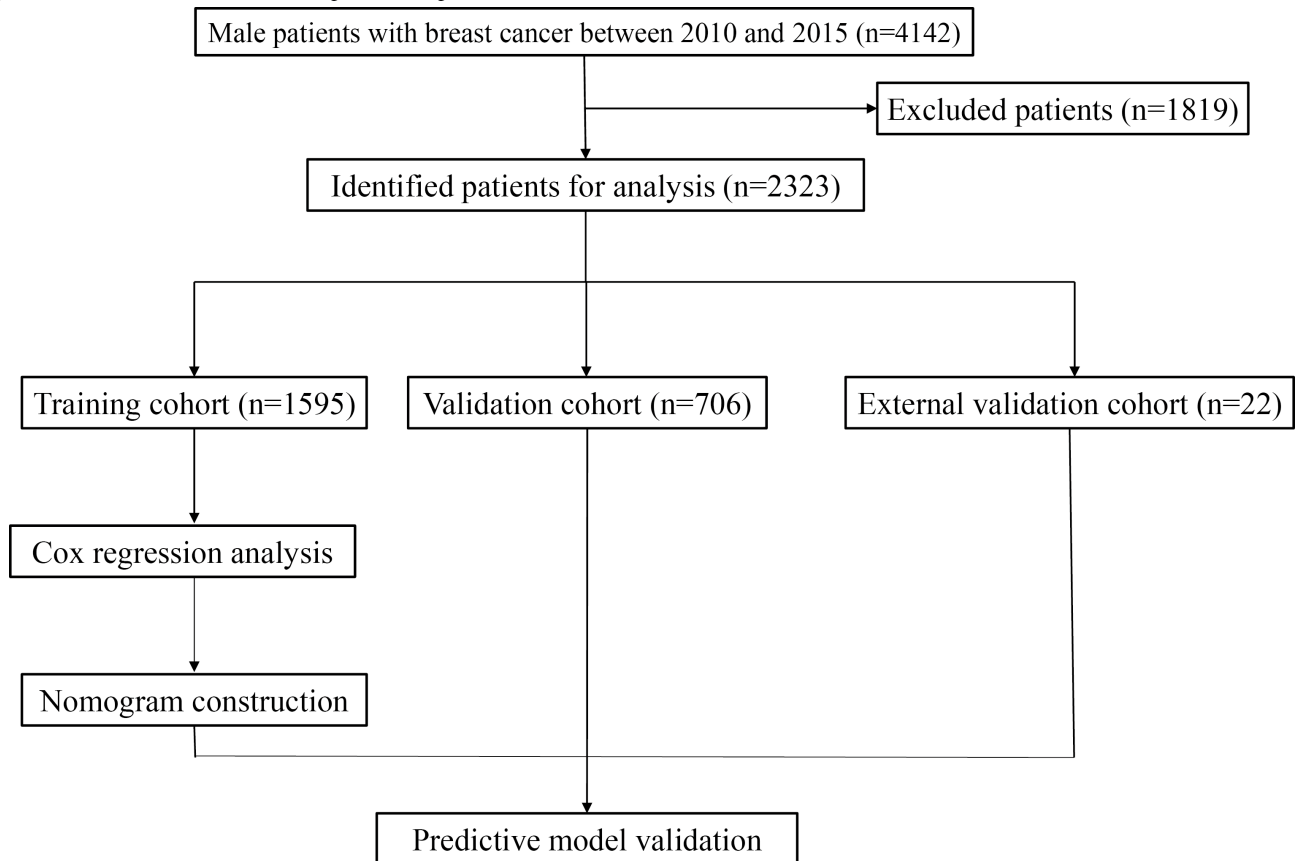 Male patients with breast cancer between 2010 and 2015 (n=4142)
Excluded patients (n=1819)
Identified patients for analysis (n=2323)
Training cohort (n=1595)
Validation cohort (n=706)
External validation cohort (n=22)
Cox regression analysis
Nomogram construction
Predictive model validation